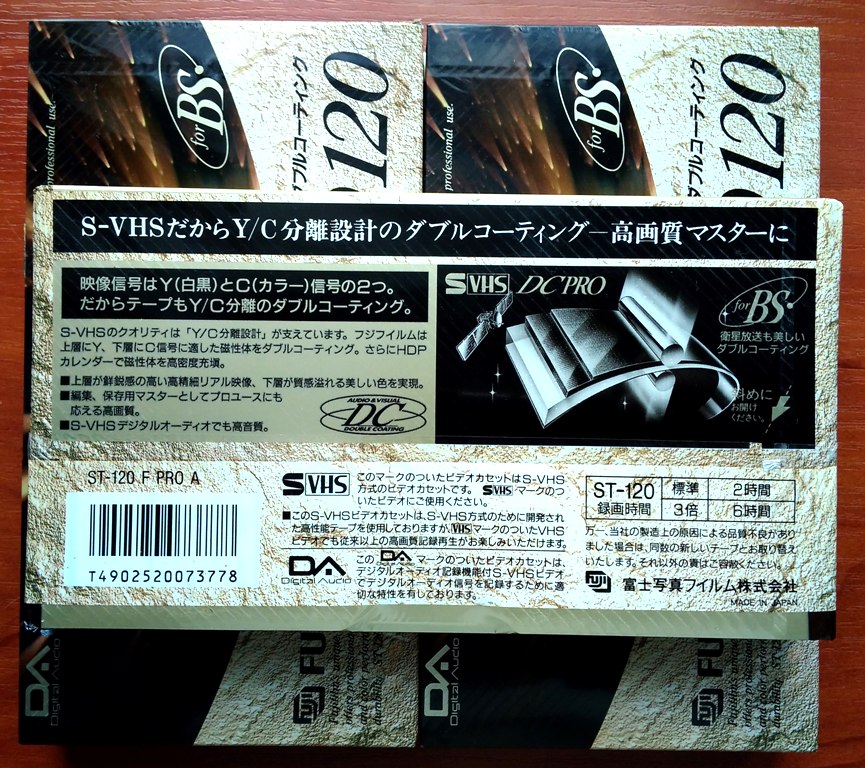 for BS
120
ダブルコーティング
professional use.
for BS
120
ダブルコーティング
professional use.
S-VHSだからY/C分離設計のダブルコーティング—高画質マスターに
映像信号はY(白黒)とC(カラー)信号の2つ。
だからテープもY/C分離のダブルコーティング。
S-VHSのクオリティは「Y/C分離設計」が支えています。フジフイルムは
上層にY、下層にC信号に適した磁性体をダブルコーティング。さらにHDP
カレンダーで磁性体を高密度充塡。
■上層が鮮鋭感の高い高精細リアル映像、下層が質感溢れる美しい色を実現。
■編集、保存用マスターとしてプロユースにも
応える高画質。
■S-VHSデジタルオーディオでも高音質。
AUDIO & VISUAL
DC
DOUBLE COATING
S VHS DC PRO
for BS
衛星放送も美しい
ダブルコーティング
斜めに
お開け
ください。
ST-120 F PRO A
T4902520073778
S VHS
このマークのついたビデオカセットはS-VHS
方式のビデオカセットです。S VHSマークのつ
いたビデオにご使用ください。
■このS-VHSビデオカセットは、S-VHS方式のために開発され
た高性能テープを使用しておりますが、VHSマークのついたVHS
ビデオでも従来以上の高画質記録再生がお楽しみいただけます。
DA
Digital Audio
このDAマークのついたビデオカセットは、
デジタルオーディオ記録機能付S-VHSビデオ
でデジタルオーディオ信号を記録するために適
切な特性を有しております。
ST-120 標準 2時間
録画時間 3倍 6時間
万一、当社の製造上の原因による品質不良があり
ました場合は、同数の新しいテープとお取り替え
いたします。それ以外の責はご容赦ください。
FUJI 富士写真フイルム株式会社
MADE IN JAPAN
DA
Digital Audio
FUJI FU
DA
Digital Audio
FUJI FU